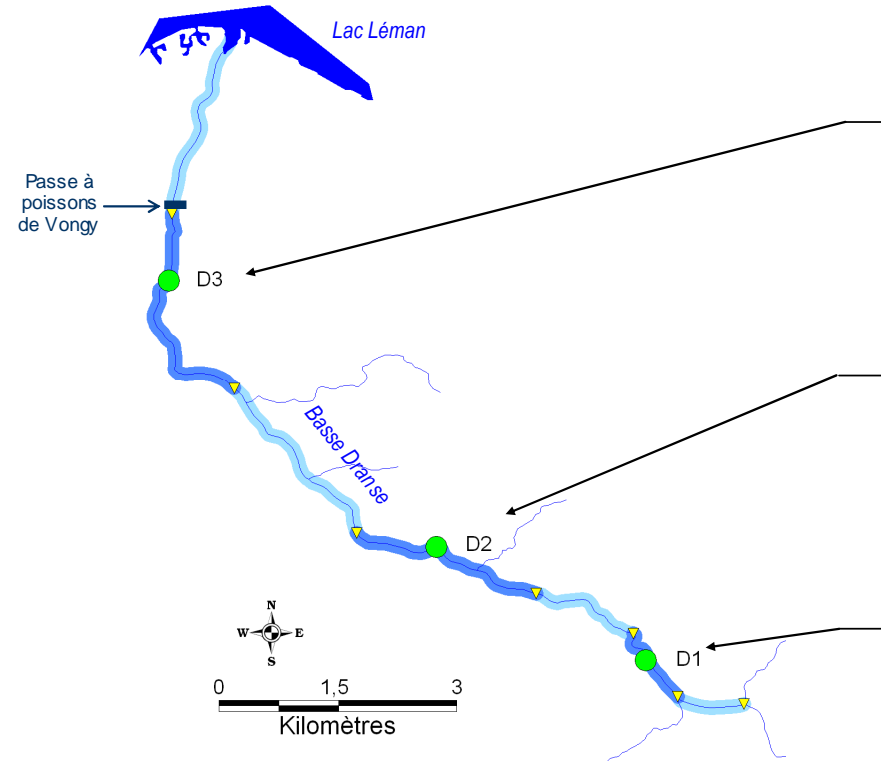 Lac Léman
Passe à
poissons
de Vongy
D3
Basse Dranse
D2
D1
N
W E
S
0 1,5 3
Kilomètres